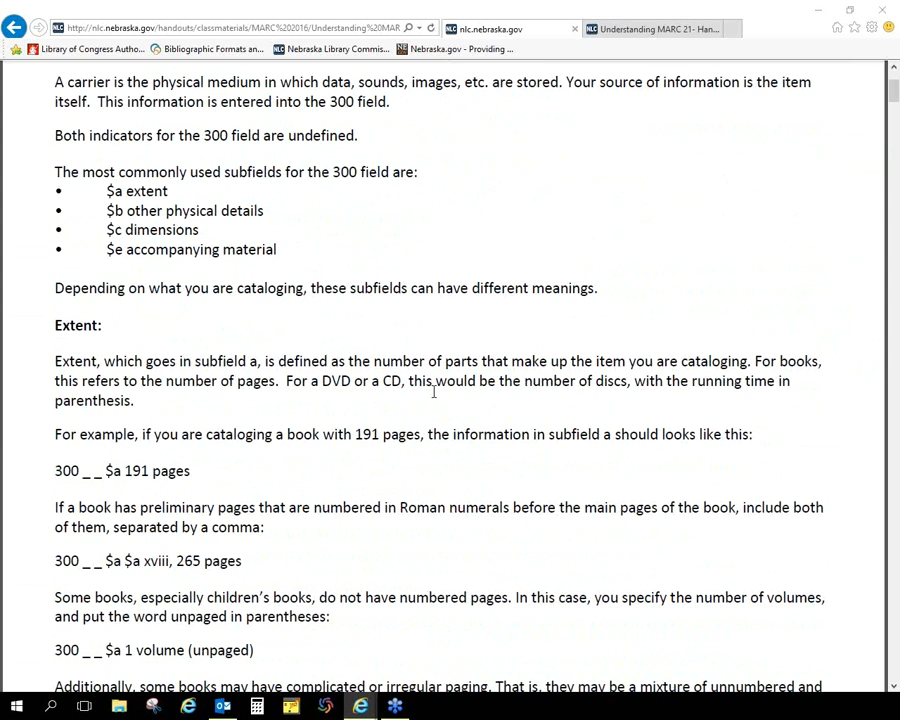 http://nlc.nebraska.gov/handouts/classmaterials/MARC%202016/Understanding%20MAR
nlc.nebraska.gov
Understanding MARC 21- Han...
Library of Congress Autho...
Bibliographic Formats an...
Nebraska Library Commis...
Nebraska.gov - Providing ...
A carrier is the physical medium in which data, sounds, images, etc. are stored. Your source of information is the item
itself. This information is entered into the 300 field.
Both indicators for the 300 field are undefined.
The most commonly used subfields for the 300 field are:
• $a extent
• $b other physical details
• $c dimensions
• $e accompanying material
Depending on what you are cataloging, these subfields can have different meanings.
Extent:
Extent, which goes in subfield a, is defined as the number of parts that make up the item you are cataloging. For books,
this refers to the number of pages. For a DVD or a CD, this would be the number of discs, with the running time in
parenthesis.
For example, if you are cataloging a book with 191 pages, the information in subfield a should looks like this:
300 _ _ $a 191 pages
If a book has preliminary pages that are numbered in Roman numerals before the main pages of the book, include both
of them, separated by a comma:
300 _ _ $a $a xviii, 265 pages
Some books, especially children's books, do not have numbered pages. In this case, you specify the number of volumes,
and put the word unpaged in parentheses:
300 _ _ $a 1 volume (unpaged)
Additionally, some books may have complicated or irregular paging. That is, they may be a mixture of unnumbered and